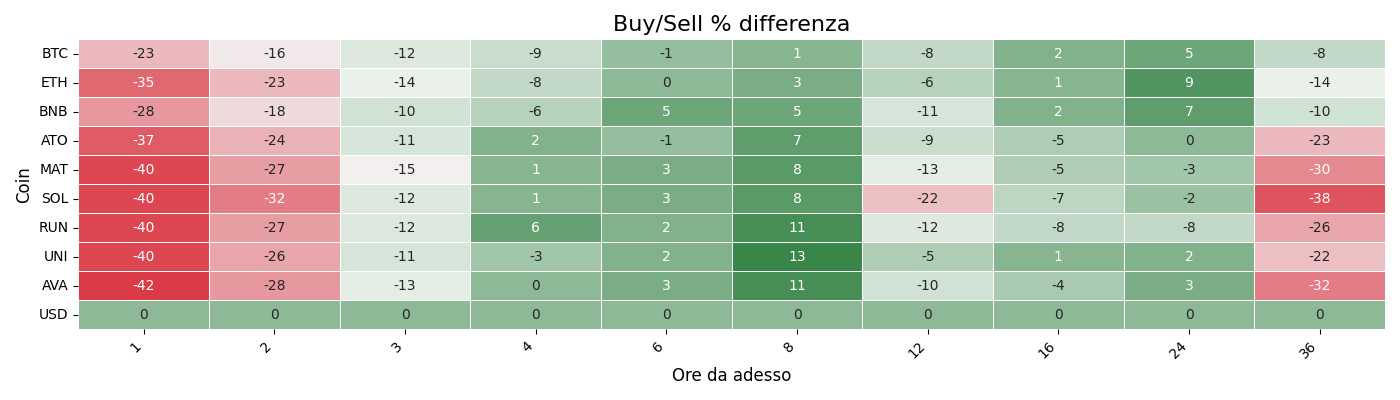 Buy/Sell % differenza
Coin
BTC -23 -16 -12 -9 -1 1 -8 2 5 -8
ETH -35 -23 -14 -8 0 3 -6 1 9 -14
BNB -28 -18 -10 -6 5 5 -11 2 7 -10
ATO -37 -24 -11 2 -1 7 -9 -5 0 -23
MAT -40 -27 -15 1 3 8 -13 -5 -3 -30
SOL -40 -32 -12 1 3 8 -22 -7 -2 -38
RUN -40 -27 -12 6 2 11 -12 -8 -8 -26
UNI -40 -26 -11 -3 2 13 -5 1 2 -22
AVA -42 -28 -13 0 3 11 -10 -4 3 -32
USD 0 0 0 0 0 0 0 0 0 0
1 2 3 4 6 8 12 16 24 36
Ore da adesso